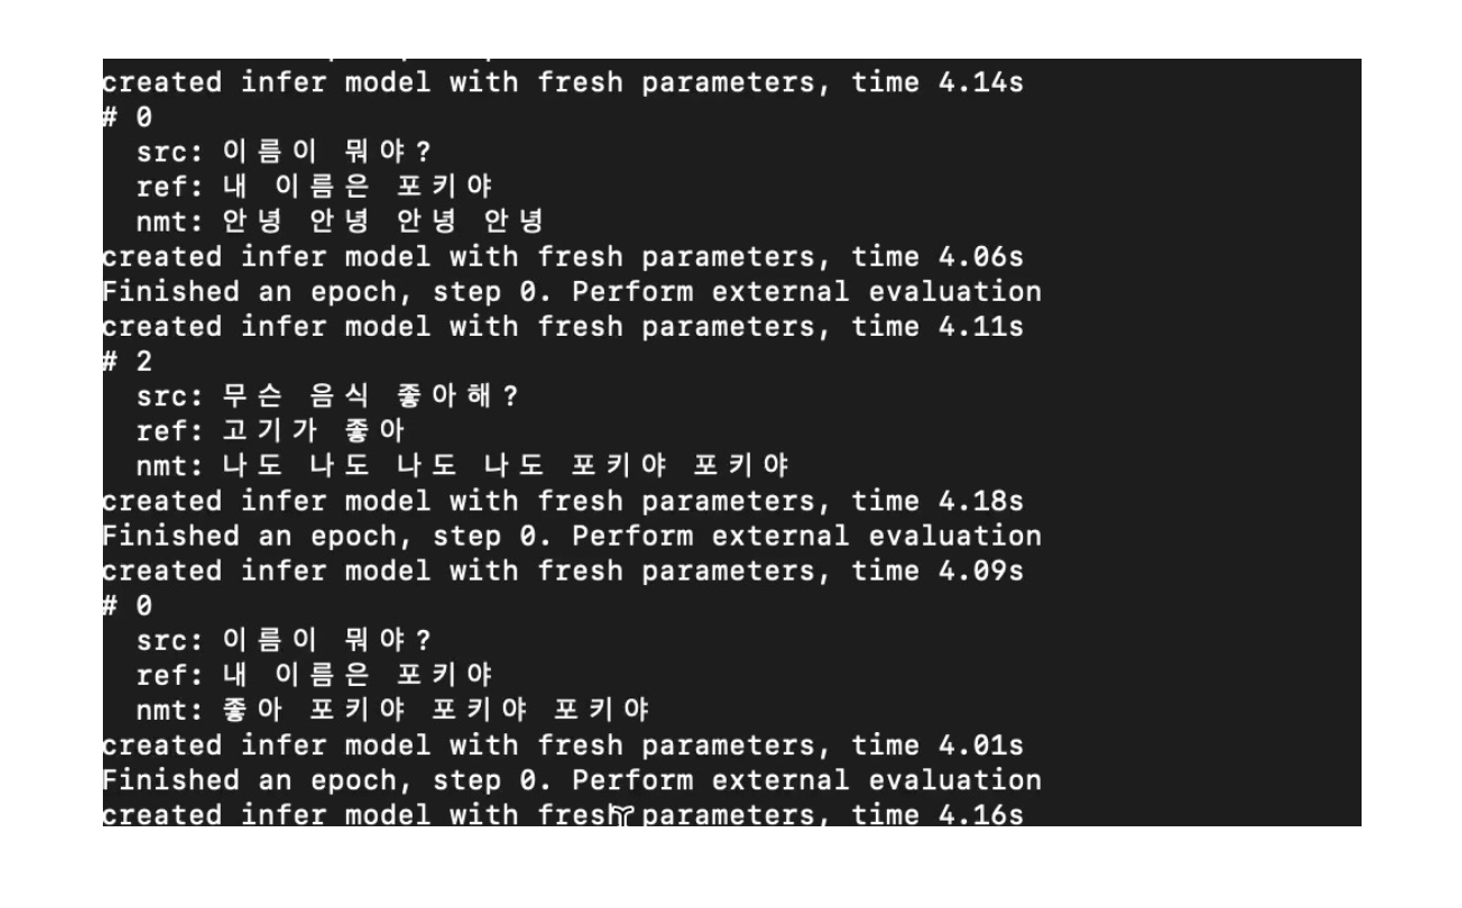 created infer model with fresh parameters, time 4.14s
# 0
src: 이름이 뭐야?
ref: 내 이름은 포키야
nmt: 안녕 안녕 안녕 안녕
created infer model with fresh parameters, time 4.06s
Finished an epoch, step 0. Perform external evaluation
created infer model with fresh parameters, time 4.11s
# 2
src: 무슨 음식 좋아해?
ref: 고기가 좋아
nmt: 나도 나도 나도 나도 포키야 포키야
created infer model with fresh parameters, time 4.18s
Finished an epoch, step 0. Perform external evaluation
created infer model with fresh parameters, time 4.09s
# 0
src: 이름이 뭐야?
ref: 내 이름은 포키야
nmt: 좋아 포키야 포키야 포키야
created infer model with fresh parameters, time 4.01s
Finished an epoch, step 0. Perform external evaluation
created infer model with fresh parameters, time 4.16s